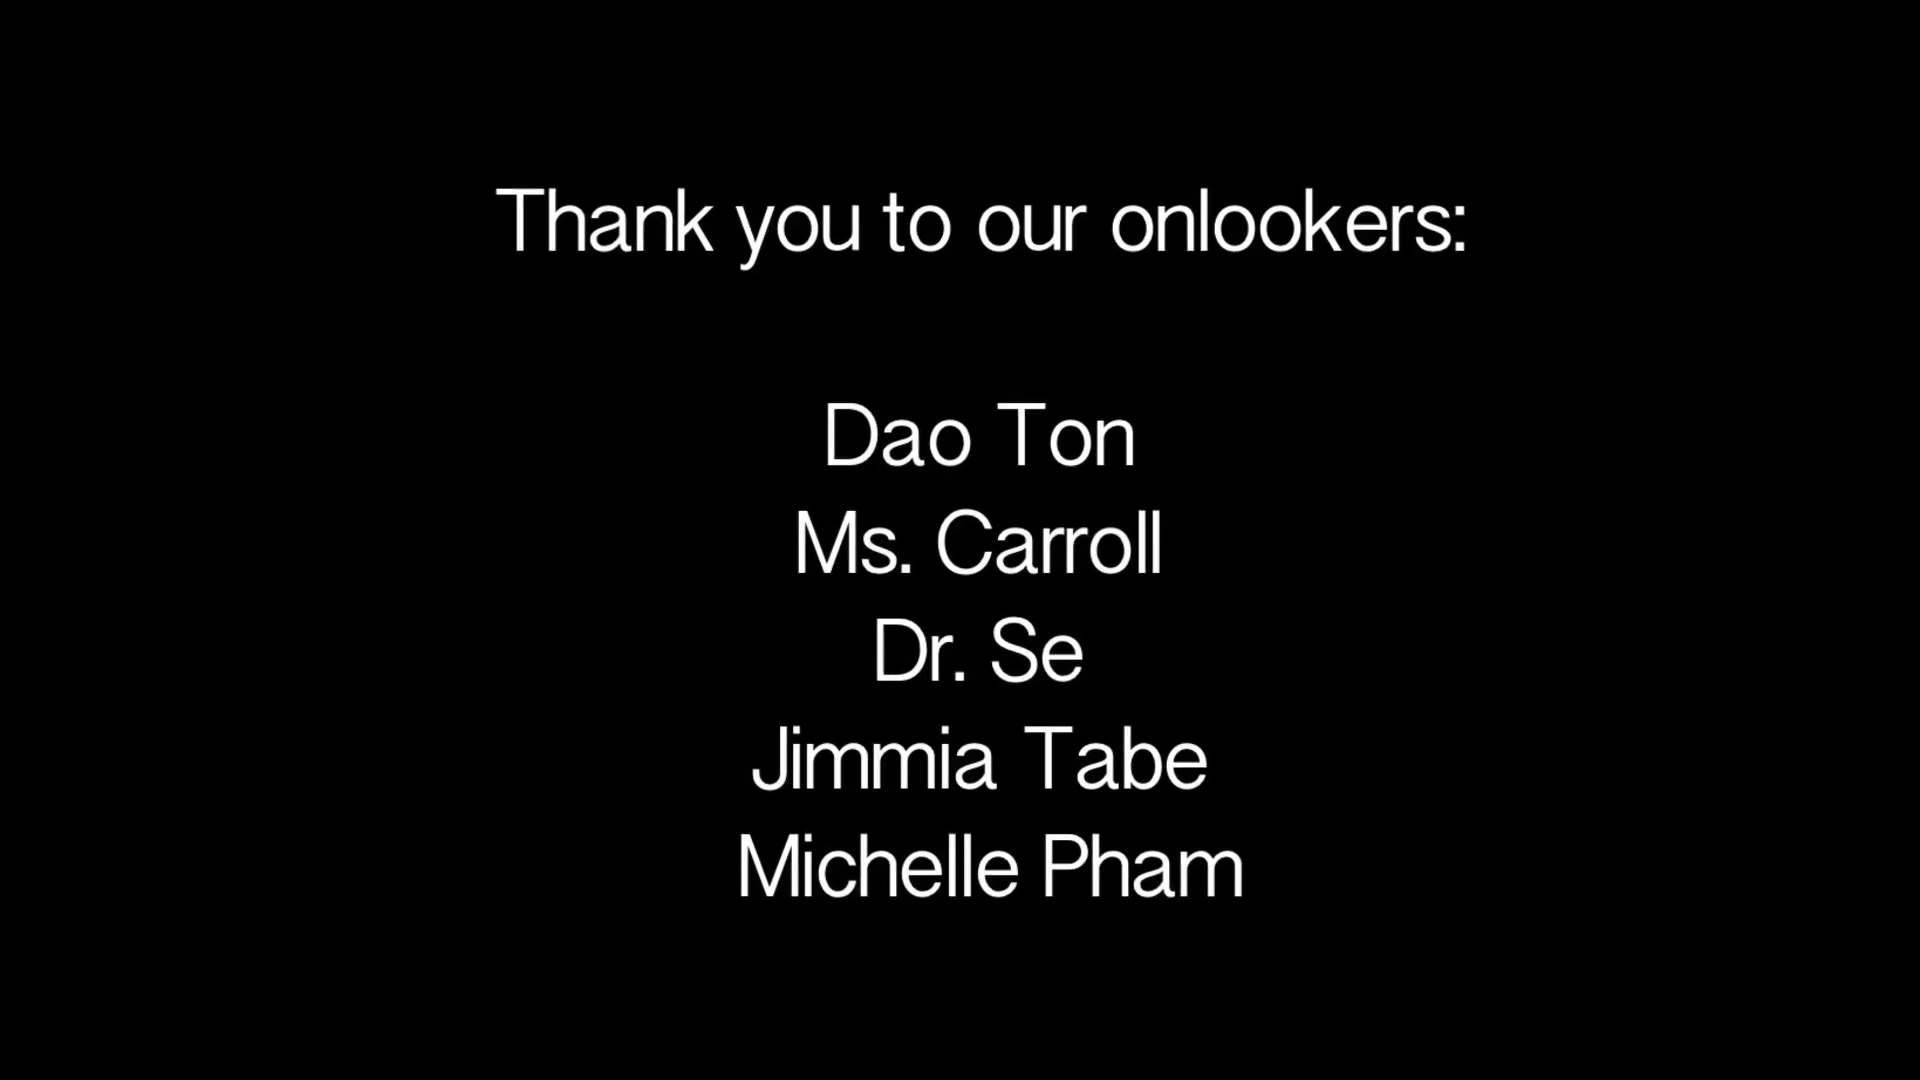 Thank you to our onlookers:
Dao Ton
Ms. Carroll
Dr. Se
Jimmia Tabe
Michelle Pham